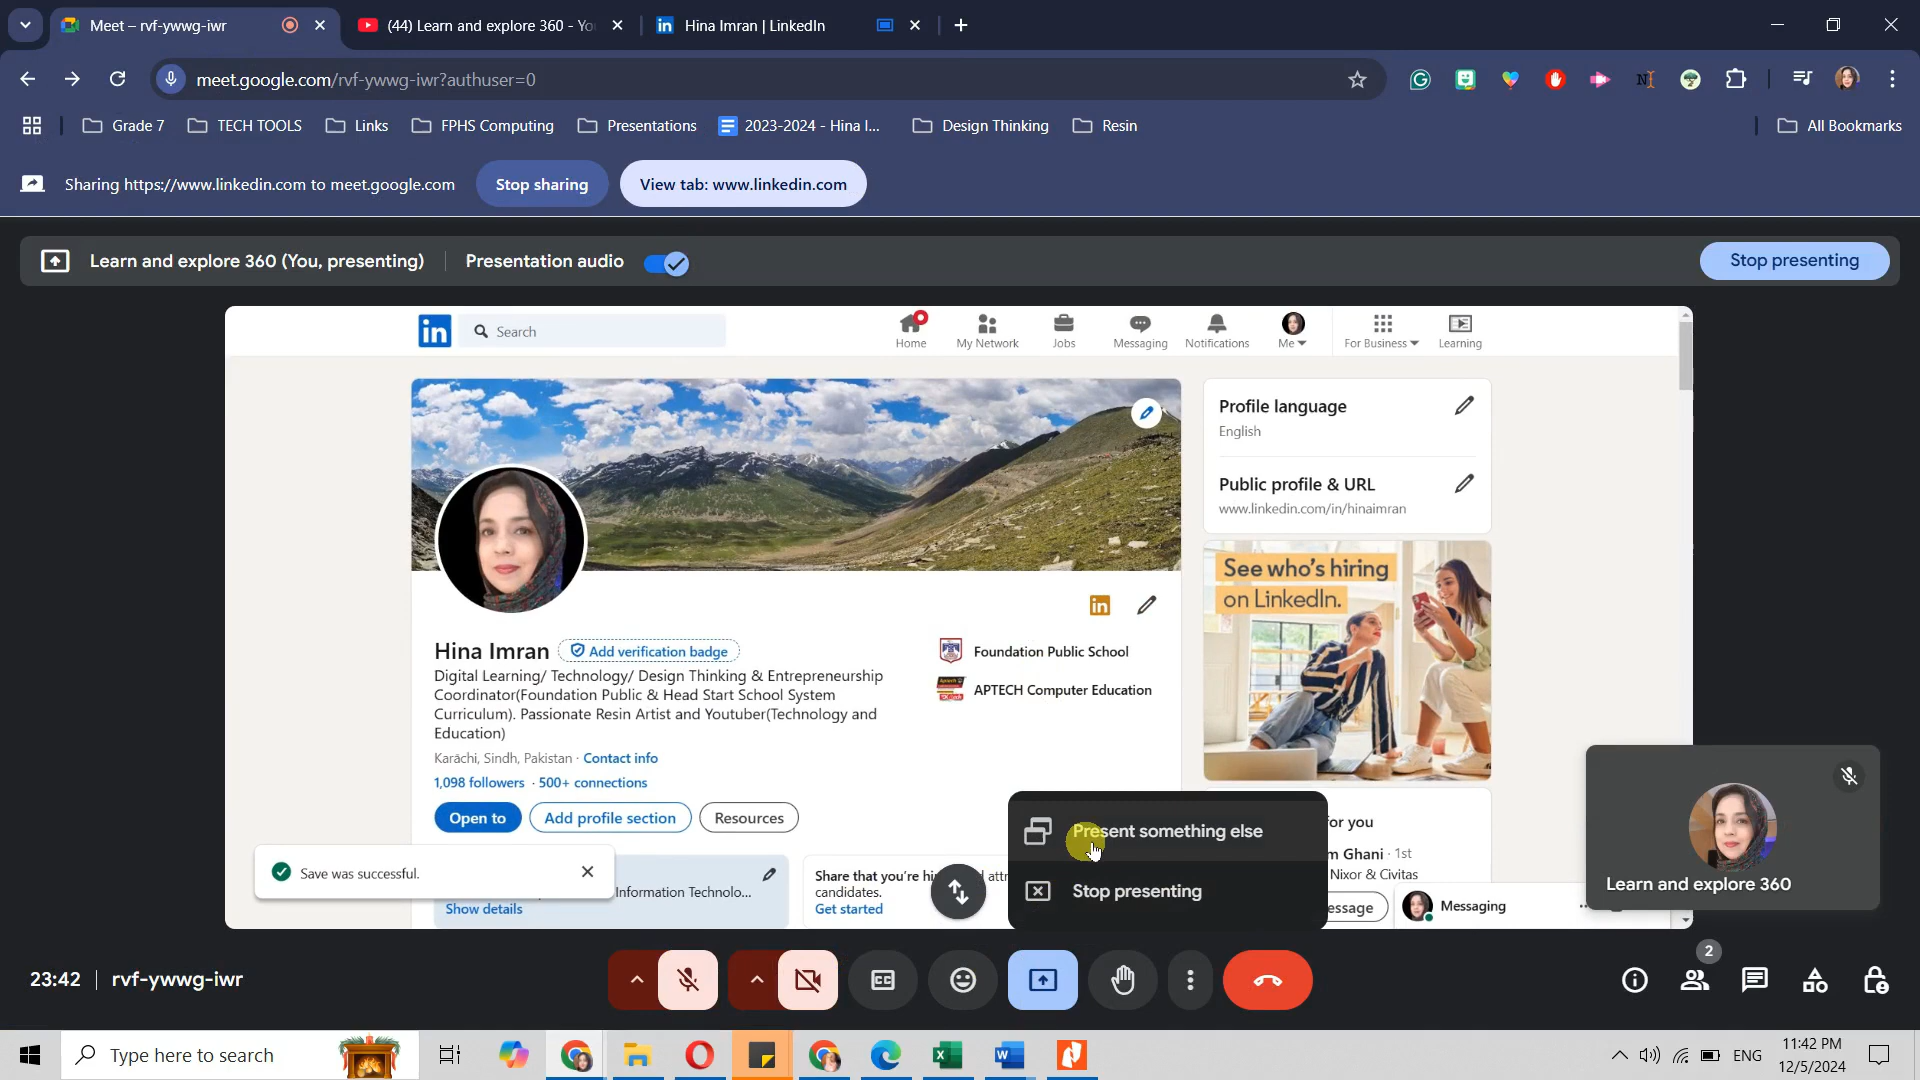 Meet – rvf-ywwg-iwr
(44) Learn and explore 360 - Yo
Hina Imran | LinkedIn
meet.google.com/rvf-ywwg-iwr?authuser=0
Grade 7
TECH TOOLS
Links
FPHS Computing
Presentations
2023-2024 - Hina I...
Design Thinking
Resin
All Bookmarks
Sharing https://www.linkedin.com to meet.google.com
Stop sharing
View tab: www.linkedin.com
Learn and explore 360 (You, presenting)
Presentation audio
Stop presenting
in
Search
Home
My Network
Jobs
Messaging
Notifications
Me
For Business
Learning
Profile language
English
Public profile & URL
www.linkedin.com/in/hinaimran
See who's hiring
on LinkedIn.
Hina Imran
Add verification badge
Digital Learning/ Technology/ Design Thinking & Entrepreneurship
Coordinator(Foundation Public & Head Start School System
Curriculum). Passionate Resin Artist and Youtuber(Technology and
Education)
Foundation Public School
APTECH Computer Education
Karāchi, Sindh, Pakistan · Contact info
1,098 followers · 500+ connections
Open to
Add profile section
Resources
Present something else
Stop presenting
for you
m Ghani · 1st
Nixor & Civitas
essage
Messaging
Save was successful.
Information Technolo...
Show details
Share that you're hi
attr
candidates.
Get started
Learn and explore 360
23:42
rvf-ywwg-iwr
2
Type here to search
ENG
11:42 PM
12/5/2024